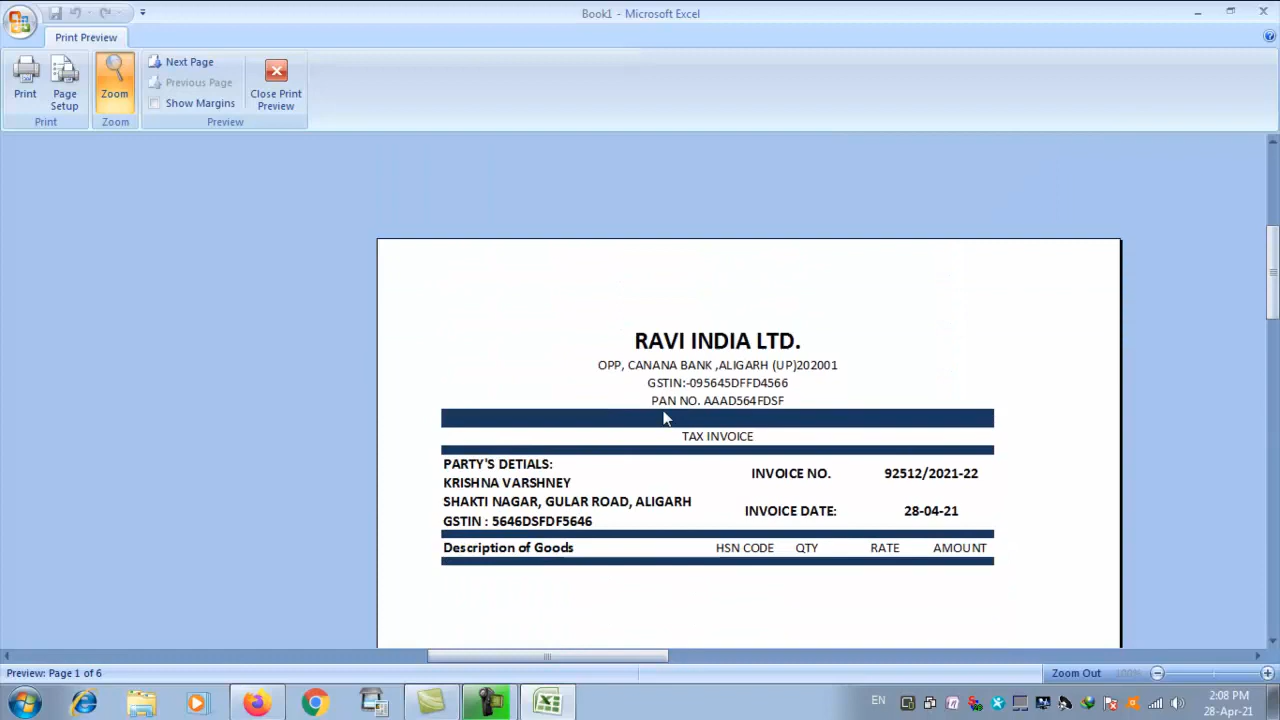 Book1 - Microsoft Excel
Print Preview
Print
Page Setup
Zoom
Next Page
Previous Page
Show Margins
Close Print Preview
Print
Zoom
Preview
RAVI INDIA LTD.
OPP, CANANA BANK ,ALIGARH (UP)202001
GSTIN:-095645DFFD4566
PAN NO. AAAD564FDSF
TAX INVOICE
PARTY'S DETIALS:
KRISHNA VARSHNEY
SHAKTI NAGAR, GULAR ROAD, ALIGARH
GSTIN : 5646DSFDF5646
INVOICE NO. 92512/2021-22
INVOICE DATE: 28-04-21
Description of Goods HSN CODE QTY RATE AMOUNT
Preview: Page 1 of 6
Zoom Out 100%
EN
2:08 PM
28-Apr-21